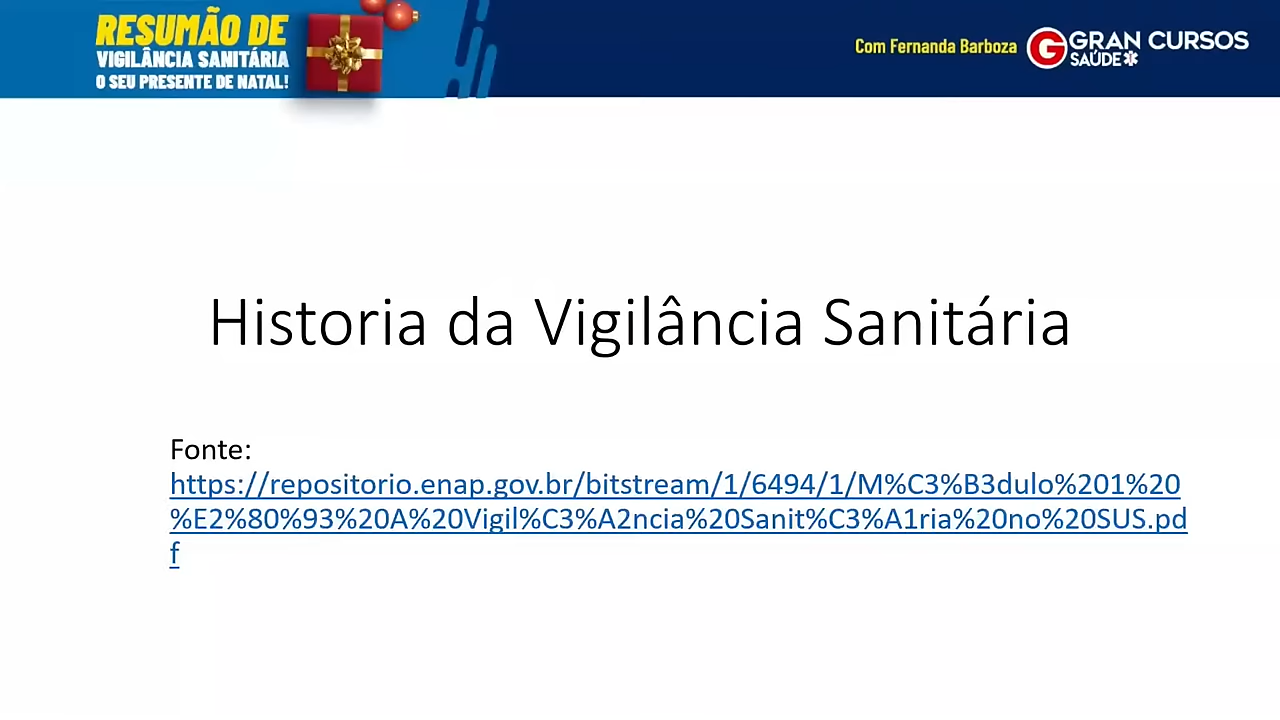 RESUMÃO DE
VIGILÂNCIA SANITÁRIA
O SEU PRESENTE DE NATAL!
Com Fernanda Barboza
G GRAN CURSOS
SAÚDE
Historia da Vigilância Sanitária
Fonte:
https://repositorio.enap.gov.br/bitstream/1/6494/1/M%C3%B3dulo%201%20
%E2%80%93%20A%20Vigil%C3%A2ncia%20Sanit%C3%A1ria%20no%20SUS.pd
f